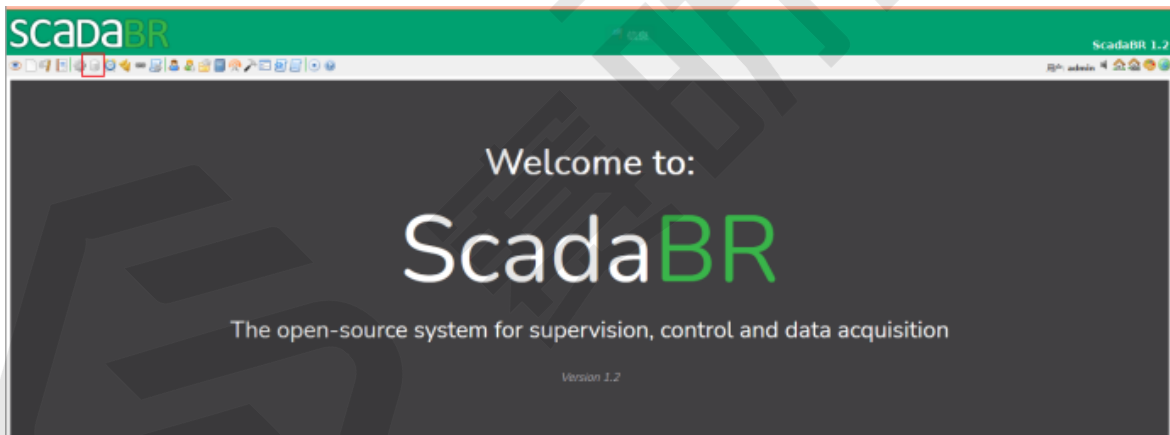 ScaDaBR
ScadaBR 1.2
admin
Welcome to:
ScadaBR
The open-source system for supervision, control and data acquisition
Version 1.2